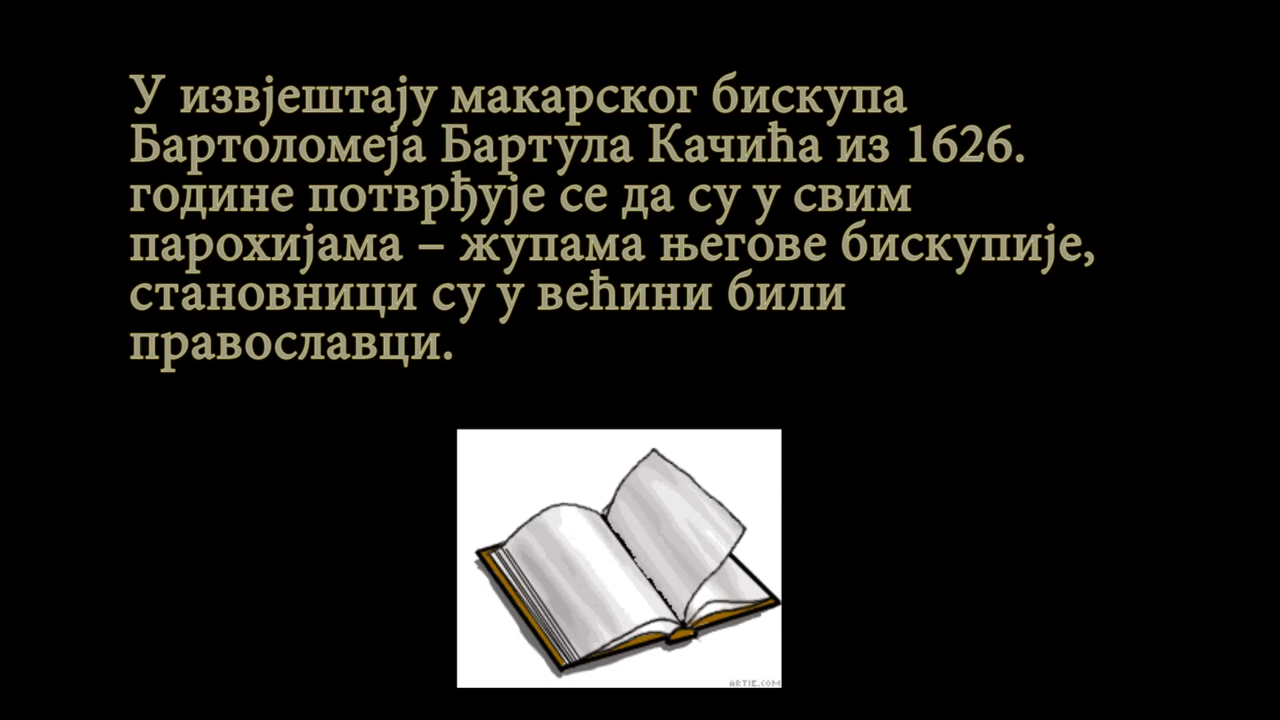 У извјештају макарског бискупа
Бартоломеја Бартула Качића из 1626.
године потврђује се да су у свим
парохијама – жупама његове бискупије,
становници су у већини били
православци.
ARTIE.COM